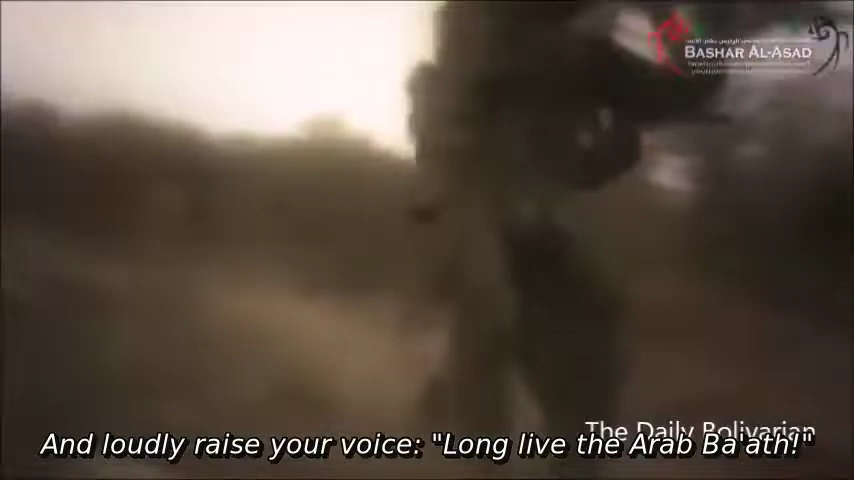 BASHAR AL-ASAD
The Daily Bolivarian
And loudly raise your voice: "Long live the Arab Ba'ath!"